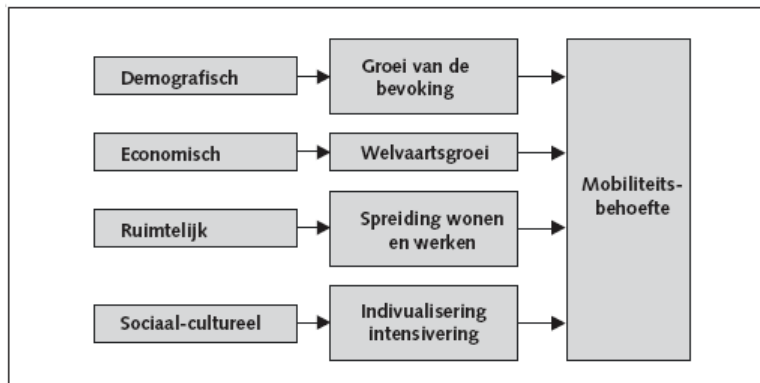 Demografisch
Groei van de
bevoking
Economisch
Welvaartsgroei
Mobiliteits-
behoefte
Ruimtelijk
Spreiding wonen
en werken
Sociaal-cultureel
Indivualisering
intensivering